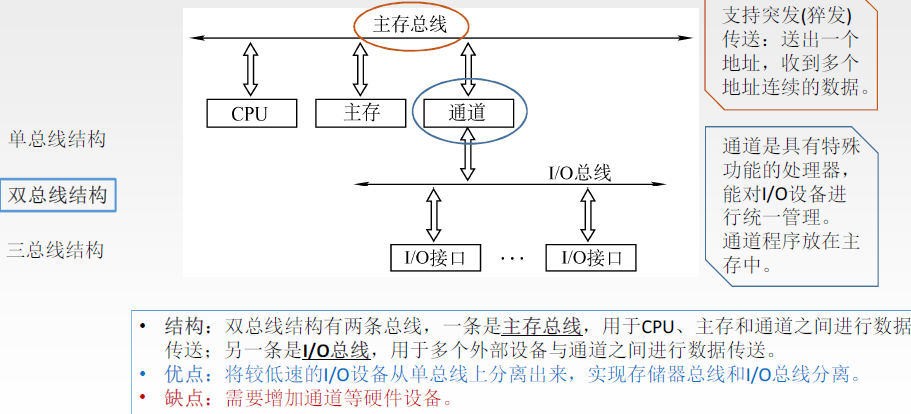 单总线结构
双总线结构
三总线结构
主存总线
CPU
主存
通道
I/O总线
I/O接口
...
I/O接口
支持突发(猝发)
传送：送出一个
地址，收到多个
地址连续的数据。
通道是具有特殊
功能的处理器，
能对I/O设备进
行统一管理。
通道程序放在主
存中。
• 结构：双总线结构有两条总线，一条是主存总线，用于CPU、主存和通道之间进行数据
传送；另一条是I/O总线，用于多个外部设备与通道之间进行数据传送。
• 优点：将较低速的I/O设备从单总线上分离出来，实现存储器总线和I/O总线分离。
• 缺点：需要增加通道等硬件设备。